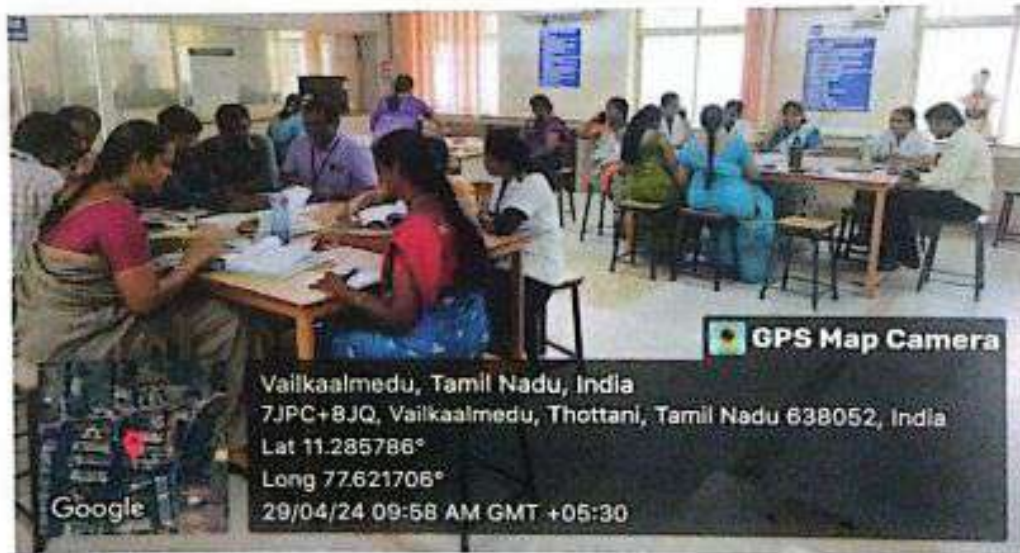 GPS Map Camera
Vailkaalmedu, Tamil Nadu, India
7JPC+8JQ, Vailkaalmedu, Thottani, Tamil Nadu 638052, India
Lat 11.285786°
Long 77.621706°
29/04/24 09:58 AM GMT +05:30
Google